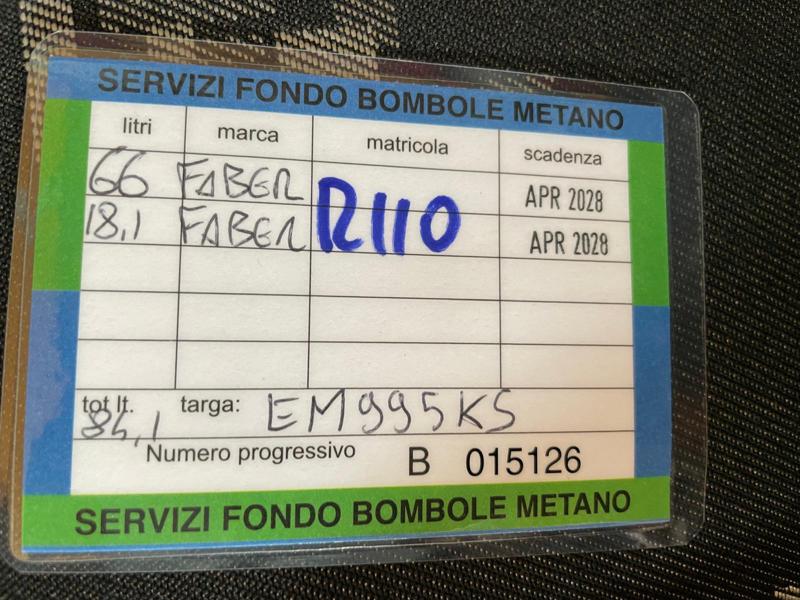 SERVIZI FONDO BOMBOLE METANO
litri marca matricola scadenza
66 FABER R110 APR 2028
18,1 FABER APR 2028
tot lt. targa: EM995KS
84,1
Numero progressivo B 015126
SERVIZI FONDO BOMBOLE METANO